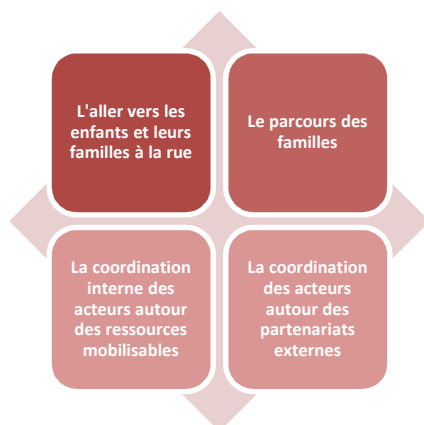 L'aller vers les
enfants et leurs
familles à la rue
Le parcours des
familles
La coordination
interne des
acteurs autour
des ressources
mobilisables
La coordination
des acteurs
autour des
partenariats
externes